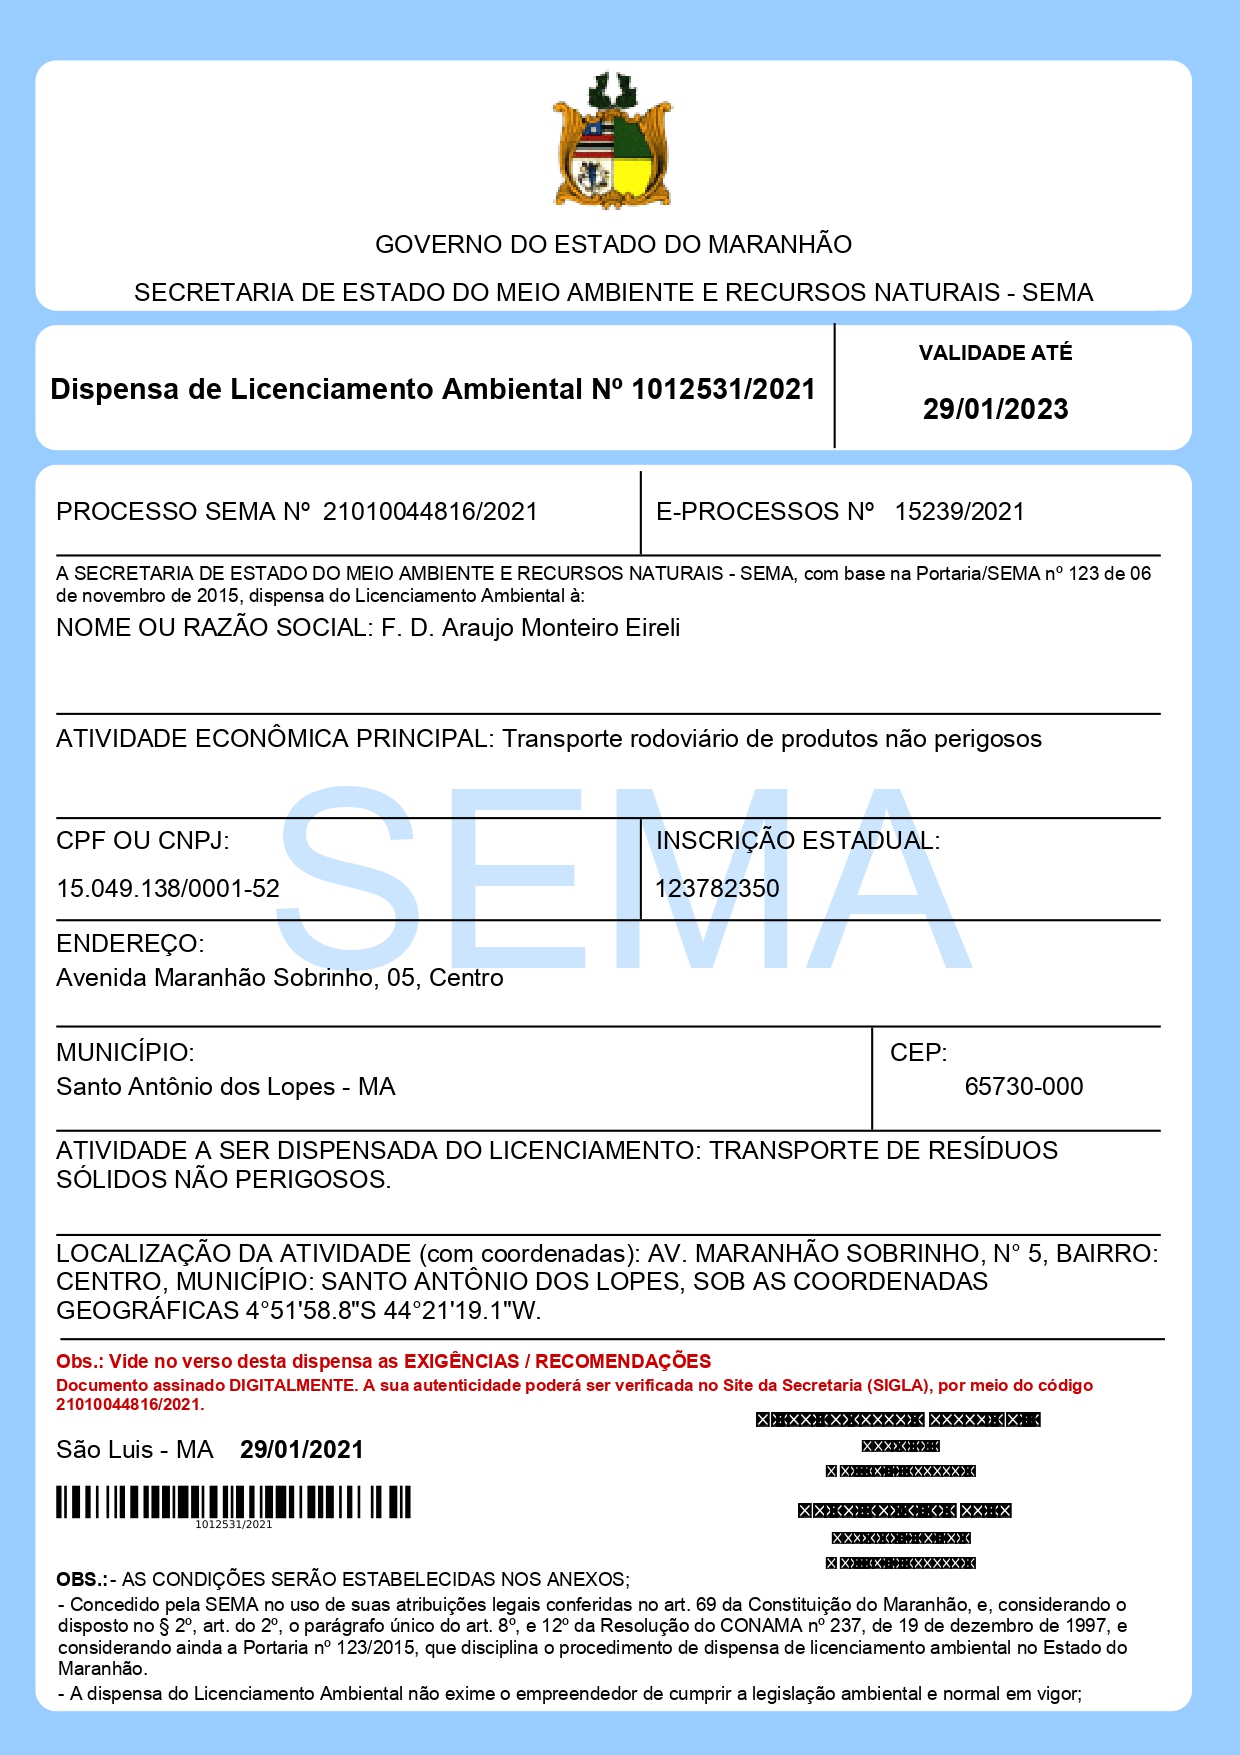 GOVERNO DO ESTADO DO MARANHÃO
SECRETARIA DE ESTADO DO MEIO AMBIENTE E RECURSOS NATURAIS - SEMA
Dispensa de Licenciamento Ambiental Nº 1012531/2021
VALIDADE ATÉ
29/01/2023
PROCESSO SEMA Nº 21010044816/2021
E-PROCESSOS Nº 15239/2021
A SECRETARIA DE ESTADO DO MEIO AMBIENTE E RECURSOS NATURAIS - SEMA, com base na Portaria/SEMA nº 123 de 06
de novembro de 2015, dispensa do Licenciamento Ambiental à:
NOME OU RAZÃO SOCIAL: F. D. Araujo Monteiro Eireli
ATIVIDADE ECONÔMICA PRINCIPAL: Transporte rodoviário de produtos não perigosos
SEMA
CPF OU CNPJ:
15.049.138/0001-52
INSCRIÇÃO ESTADUAL:
123782350
ENDEREÇO:
Avenida Maranhão Sobrinho, 05, Centro
MUNICÍPIO:
Santo Antônio dos Lopes - MA
CEP:
65730-000
ATIVIDADE A SER DISPENSADA DO LICENCIAMENTO: TRANSPORTE DE RESÍDUOS
SÓLIDOS NÃO PERIGOSOS.
LOCALIZAÇÃO DA ATIVIDADE (com coordenadas): AV. MARANHÃO SOBRINHO, N° 5, BAIRRO:
CENTRO, MUNICÍPIO: SANTO ANTÔNIO DOS LOPES, SOB AS COORDENADAS
GEOGRÁFICAS 4°51'58.8"S 44°21'19.1"W.
Obs.: Vide no verso desta dispensa as EXIGÊNCIAS / RECOMENDAÇÕES
Documento assinado DIGITALMENTE. A sua autenticidade poderá ser verificada no Site da Secretaria (SIGLA), por meio do código
21010044816/2021.
São Luis - MA 29/01/2021
1012531/2021
OBS.:- AS CONDIÇÕES SERÃO ESTABELECIDAS NOS ANEXOS;
- Concedido pela SEMA no uso de suas atribuições legais conferidas no art. 69 da Constituição do Maranhão, e, considerando o
disposto no § 2º, art. do 2º, o parágrafo único do art. 8º, e 12º da Resolução do CONAMA nº 237, de 19 de dezembro de 1997, e
considerando ainda a Portaria nº 123/2015, que disciplina o procedimento de dispensa de licenciamento ambiental no Estado do
Maranhão.
- A dispensa do Licenciamento Ambiental não exime o empreendedor de cumprir a legislação ambiental e normal em vigor;